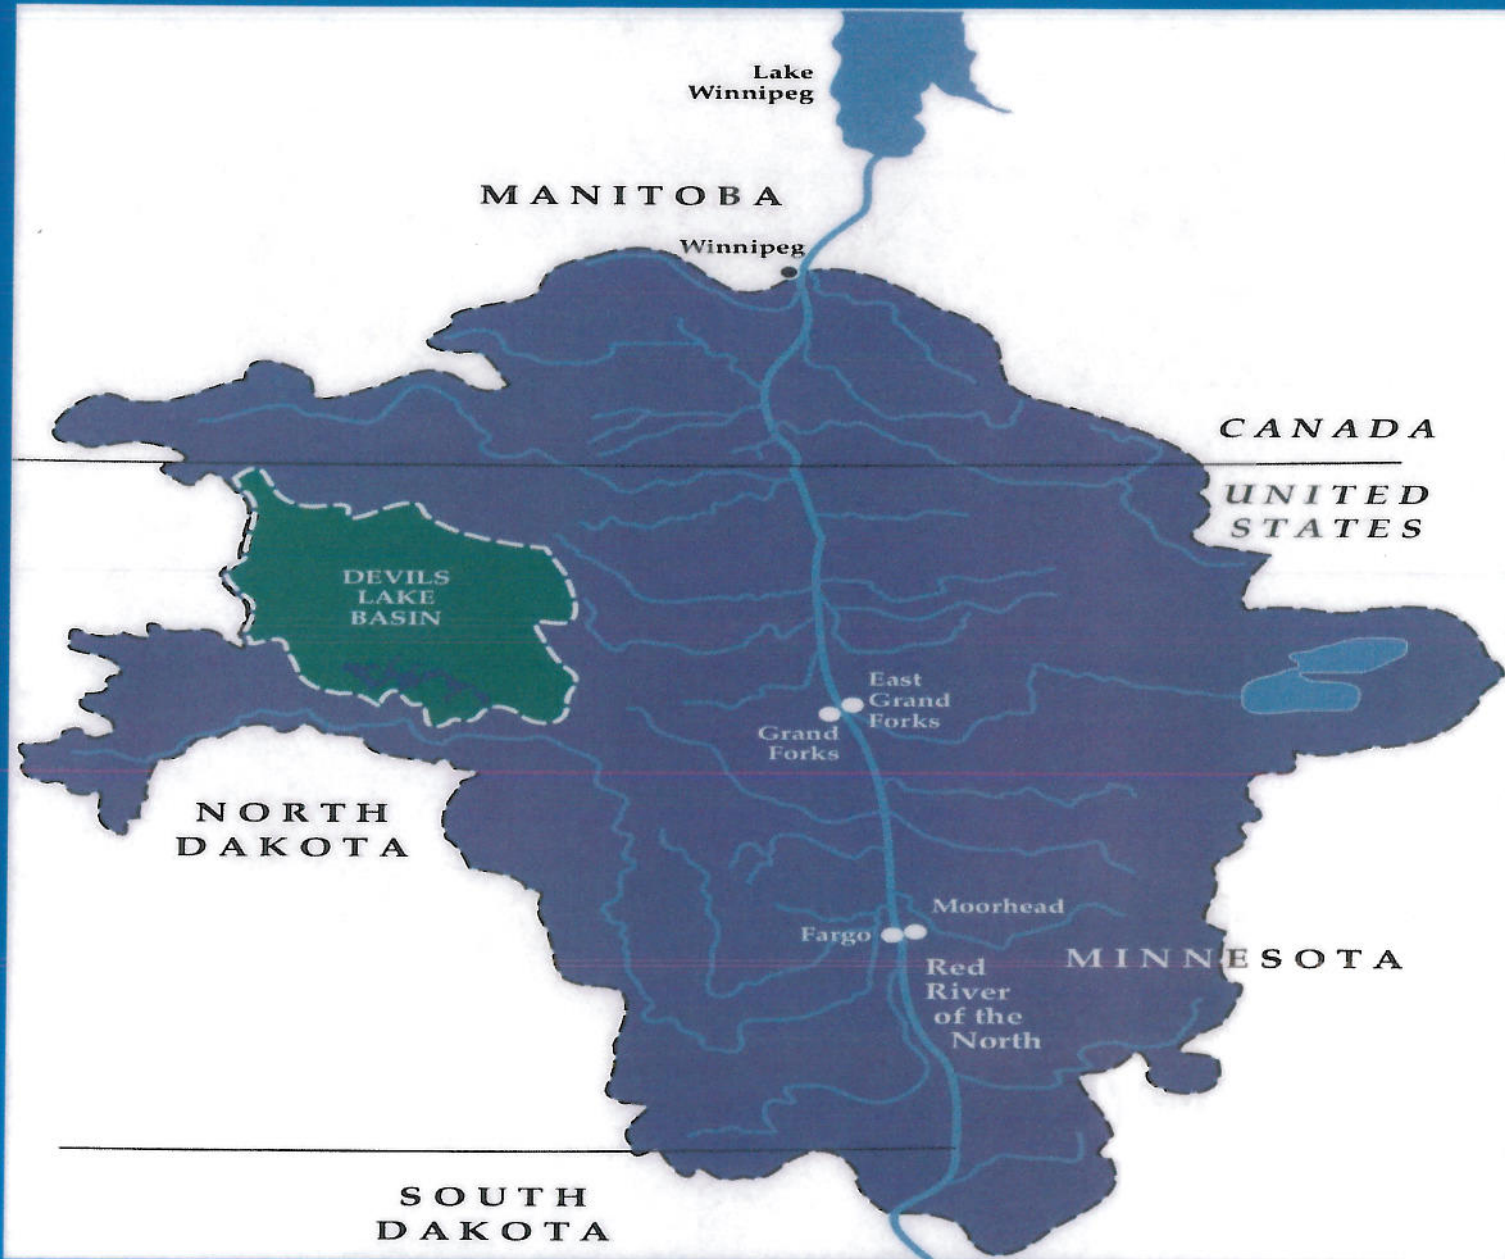 Lake
Winnipeg
MANITOBA
Winnipeg
CANADA
UNITED
STATES
DEVILS
LAKE
BASIN
East
Grand
Forks
Grand
Forks
NORTH
DAKOTA
Moorhead
Fargo
MINNESOTA
Red
River
of the
North
SOUTH
DAKOTA